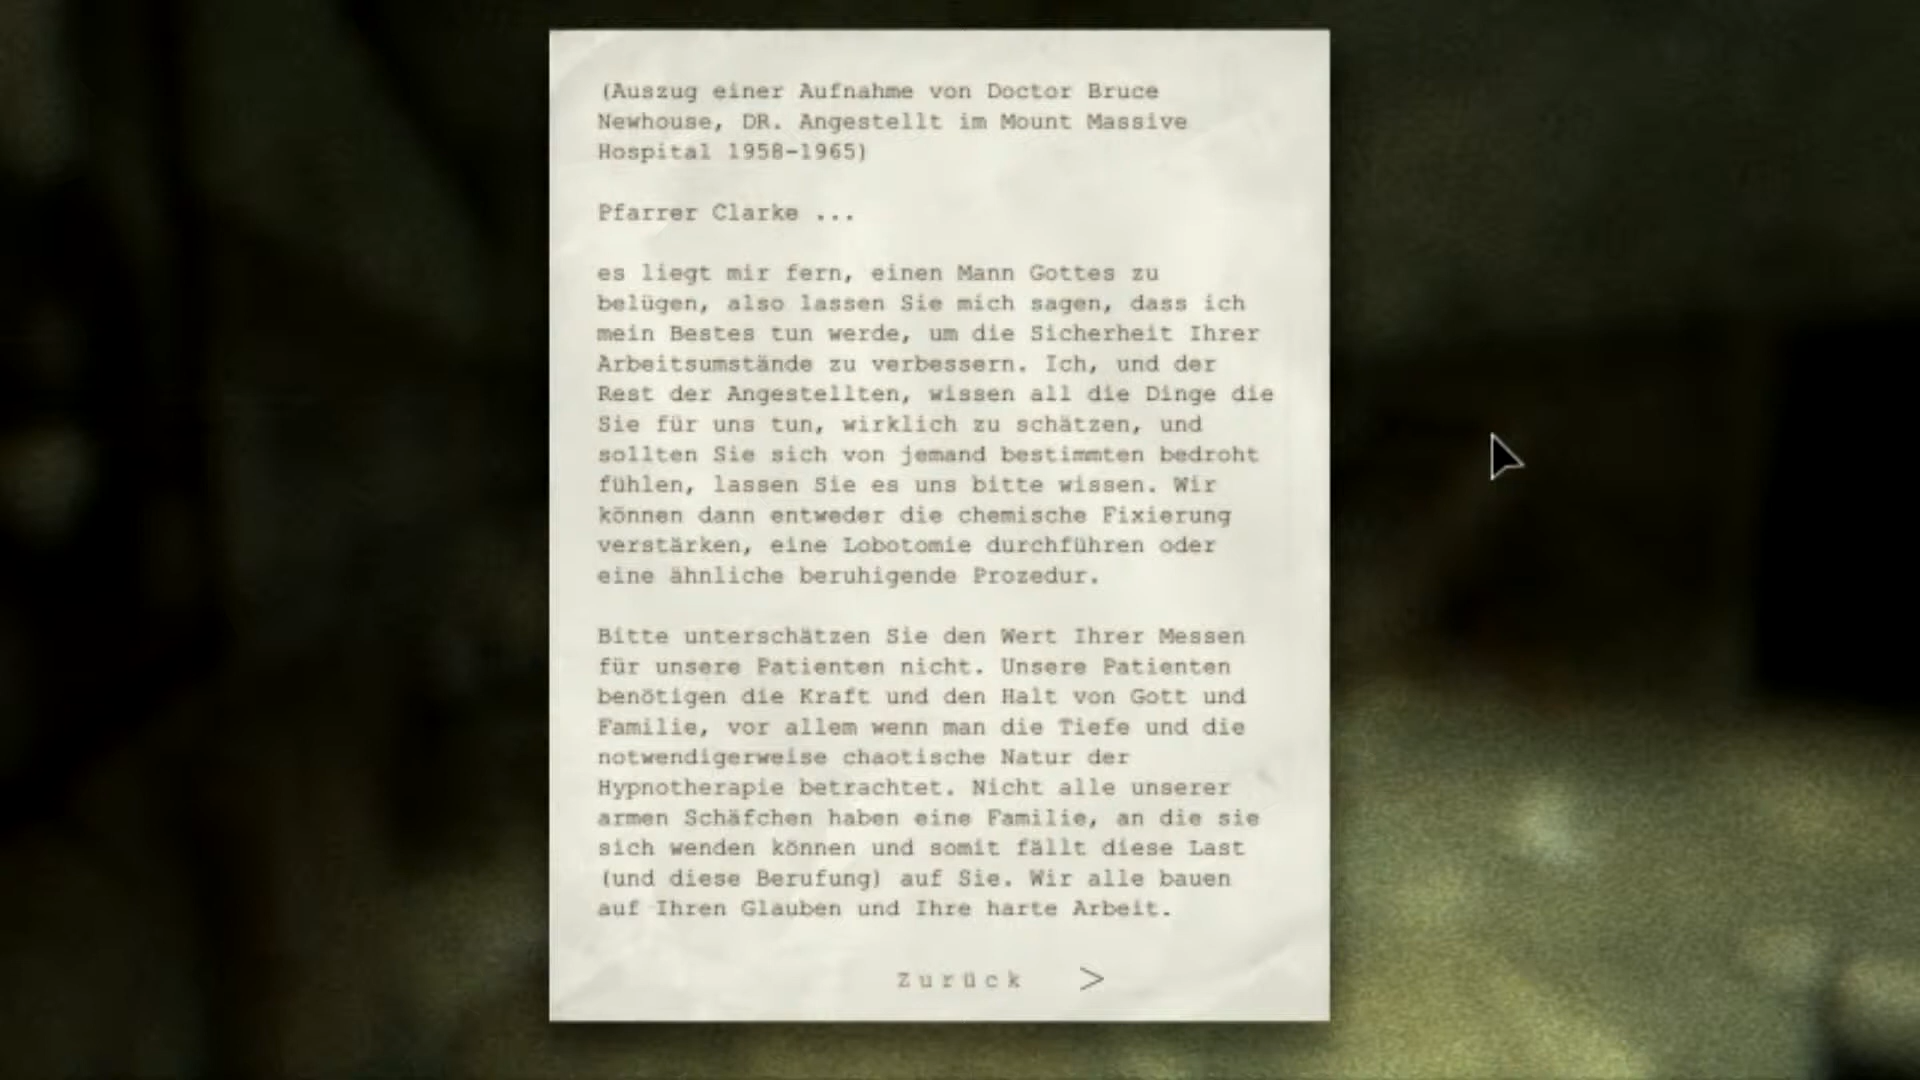 (Auszug einer Aufnahme von Doctor Bruce
Newhouse, DR. Angestellt im Mount Massive
Hospital 1958-1965)
Pfarrer Clarke ...
es liegt mir fern, einen Mann Gottes zu
belügen, also lassen Sie mich sagen, dass ich
mein Bestes tun werde, um die Sicherheit Ihrer
Arbeitsumstände zu verbessern. Ich, und der
Rest der Angestellten, wissen all die Dinge die
Sie für uns tun, wirklich zu schätzen, und
sollten Sie sich von jemand bestimmten bedroht
fühlen, lassen Sie es uns bitte wissen. Wir
können dann entweder die chemische Fixierung
verstärken, eine Lobotomie durchführen oder
eine ähnliche beruhigende Prozedur.
Bitte unterschätzen Sie den Wert Ihrer Messen
für unsere Patienten nicht. Unsere Patienten
benötigen die Kraft und den Halt von Gott und
Familie, vor allem wenn man die Tiefe und die
notwendigerweise chaotische Natur der
Hypnotherapie betrachtet. Nicht alle unserer
armen Schäfchen haben eine Familie, an die sie
sich wenden können und somit fällt diese Last
(und diese Berufung) auf Sie. Wir alle bauen
auf Ihren Glauben und Ihre harte Arbeit.
Zurück >